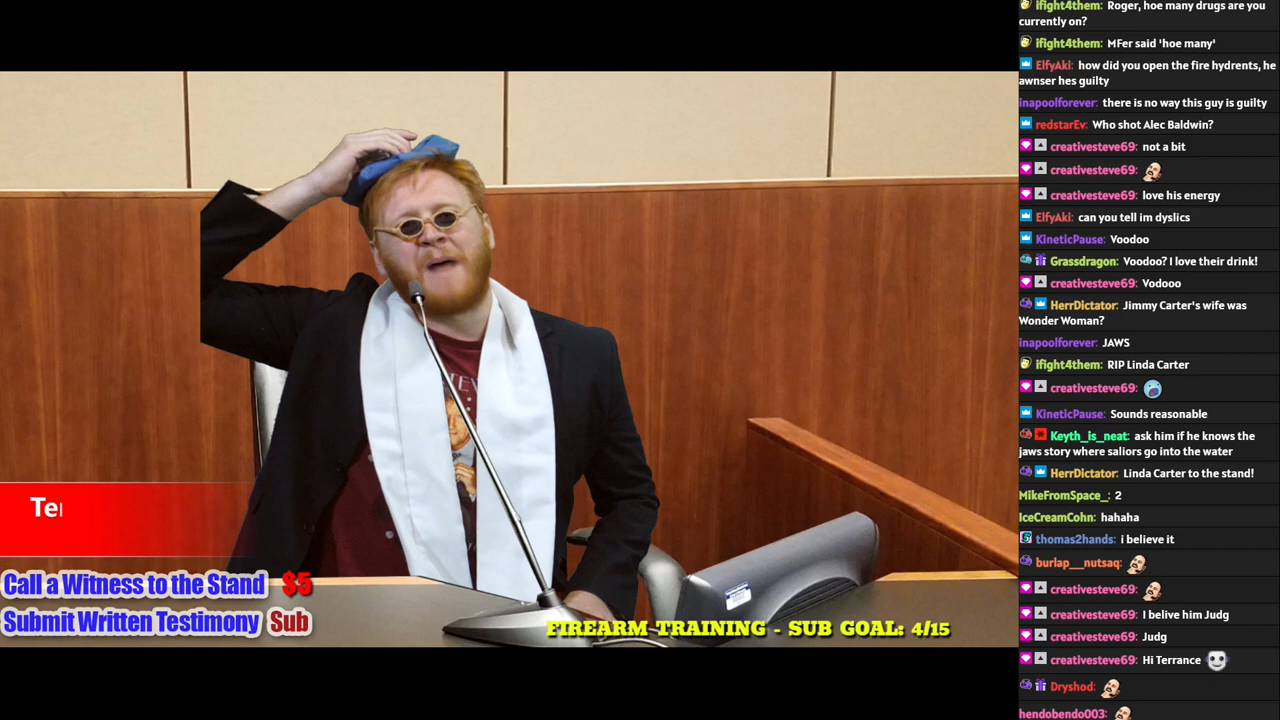 Ter
Call a Witness to the Stand $5
Submit Written Testimony Sub
FIREARM TRAINING - SUB GOAL: 4/15
ifight4them: Roger, hoe many drugs are you
currently on?
ifight4them: MFer said 'hoe many'
ElfyAki: how did you open the fire hydrents, he
awnser hes guilty
inapoolforever: there is no way this guy is guilty
redstarEv: Who shot Alec Baldwin?
creativesteve69: not a bit
creativesteve69:
creativesteve69: love his energy
ElfyAki: can you tell im dyslics
KineticPause: Voodoo
Grassdragon: Voodoo? I love their drink!
creativesteve69: Vodooo
HerrDictator: Jimmy Carter's wife was
Wonder Woman?
inapoolforever: JAWS
ifight4them: RIP Linda Carter
creativesteve69:
KineticPause: Sounds reasonable
Keyth_is_neat: ask him if he knows the
jaws story where saliors go into the water
HerrDictator: Linda Carter to the stand!
MikeFromSpace_: 2
IceCreamCohn: hahaha
thomas2hands: i believe it
burlap__nutsaq:
creativesteve69:
creativesteve69: I belive him Judg
creativesteve69: Judg
creativesteve69: Hi Terrance
Dryshod:
hendobendo003: